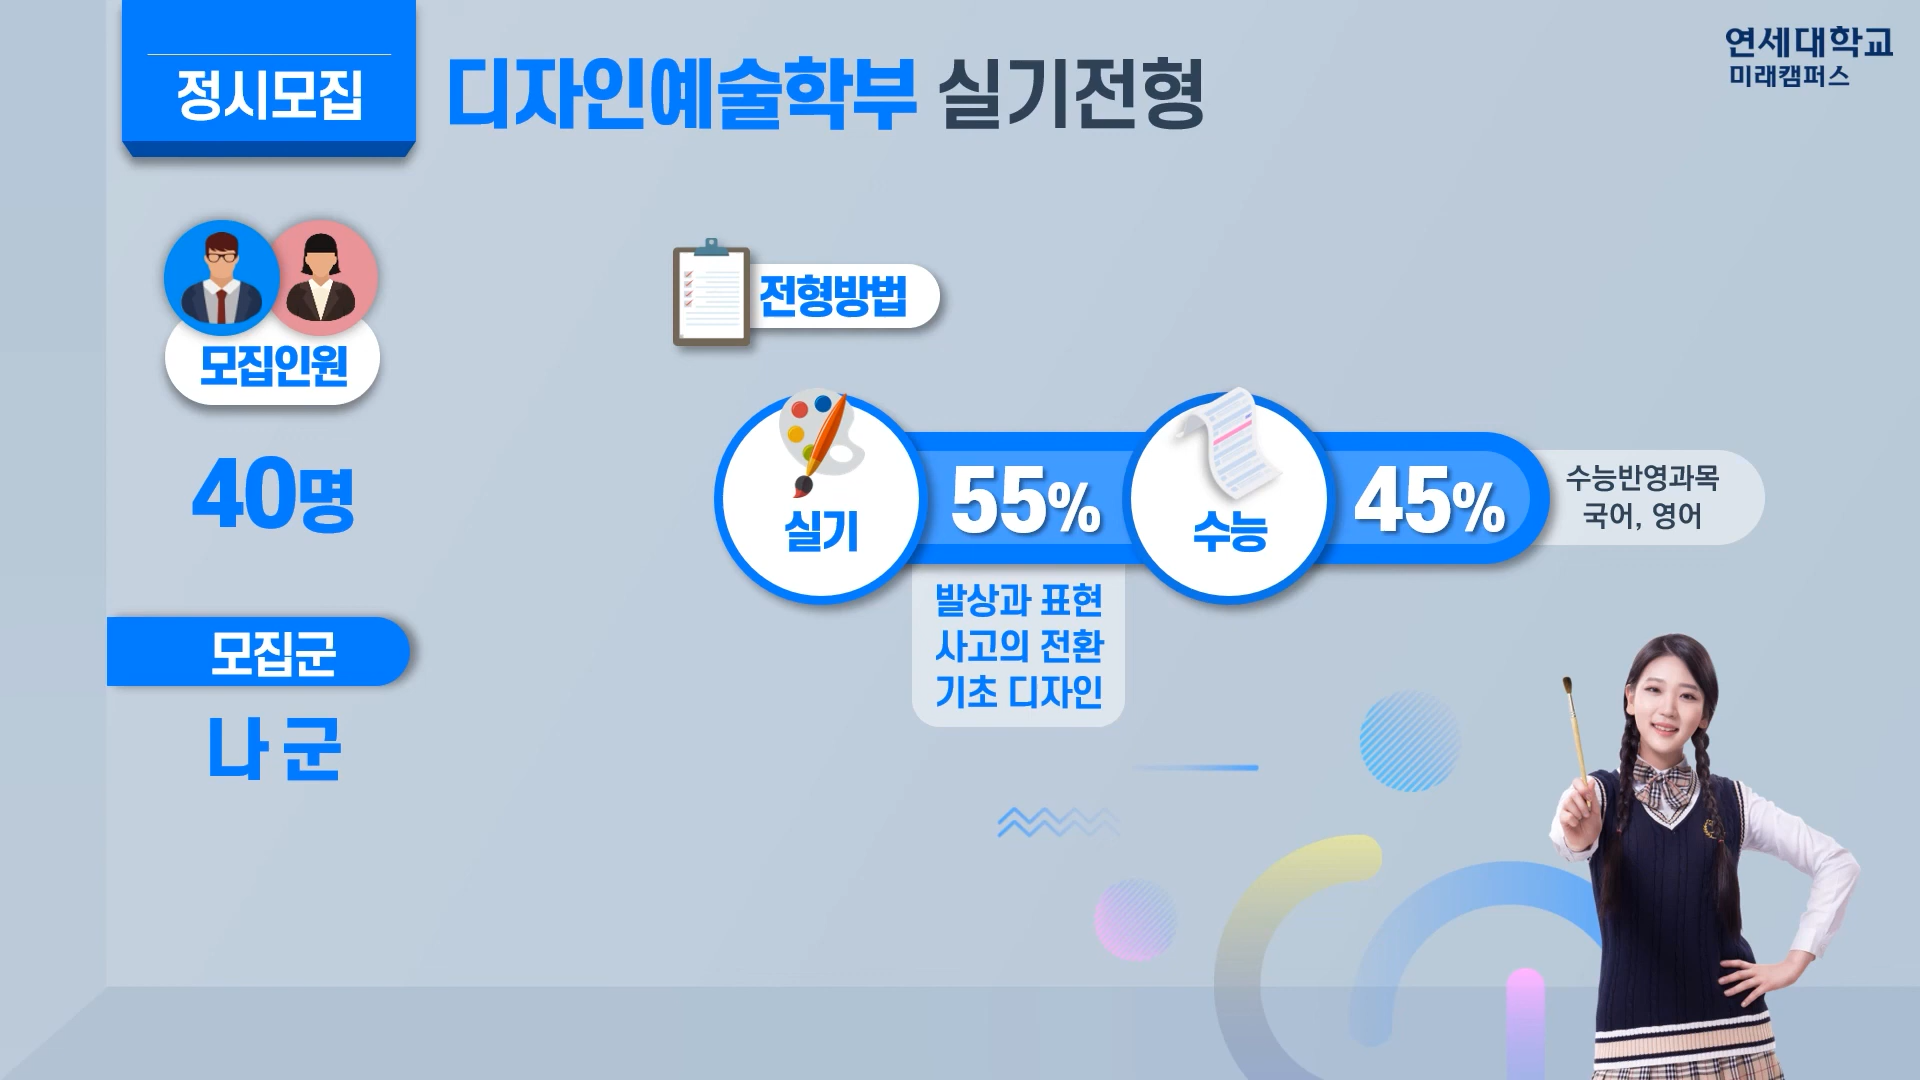 정시모집
디자인예술학부 실기전형
연세대학교
미래캠퍼스
모집인원
40명
모집군
나 군
전형방법
실기
55%
수능
45%
수능반영과목
국어, 영어
발상과 표현
사고의 전환
기초 디자인